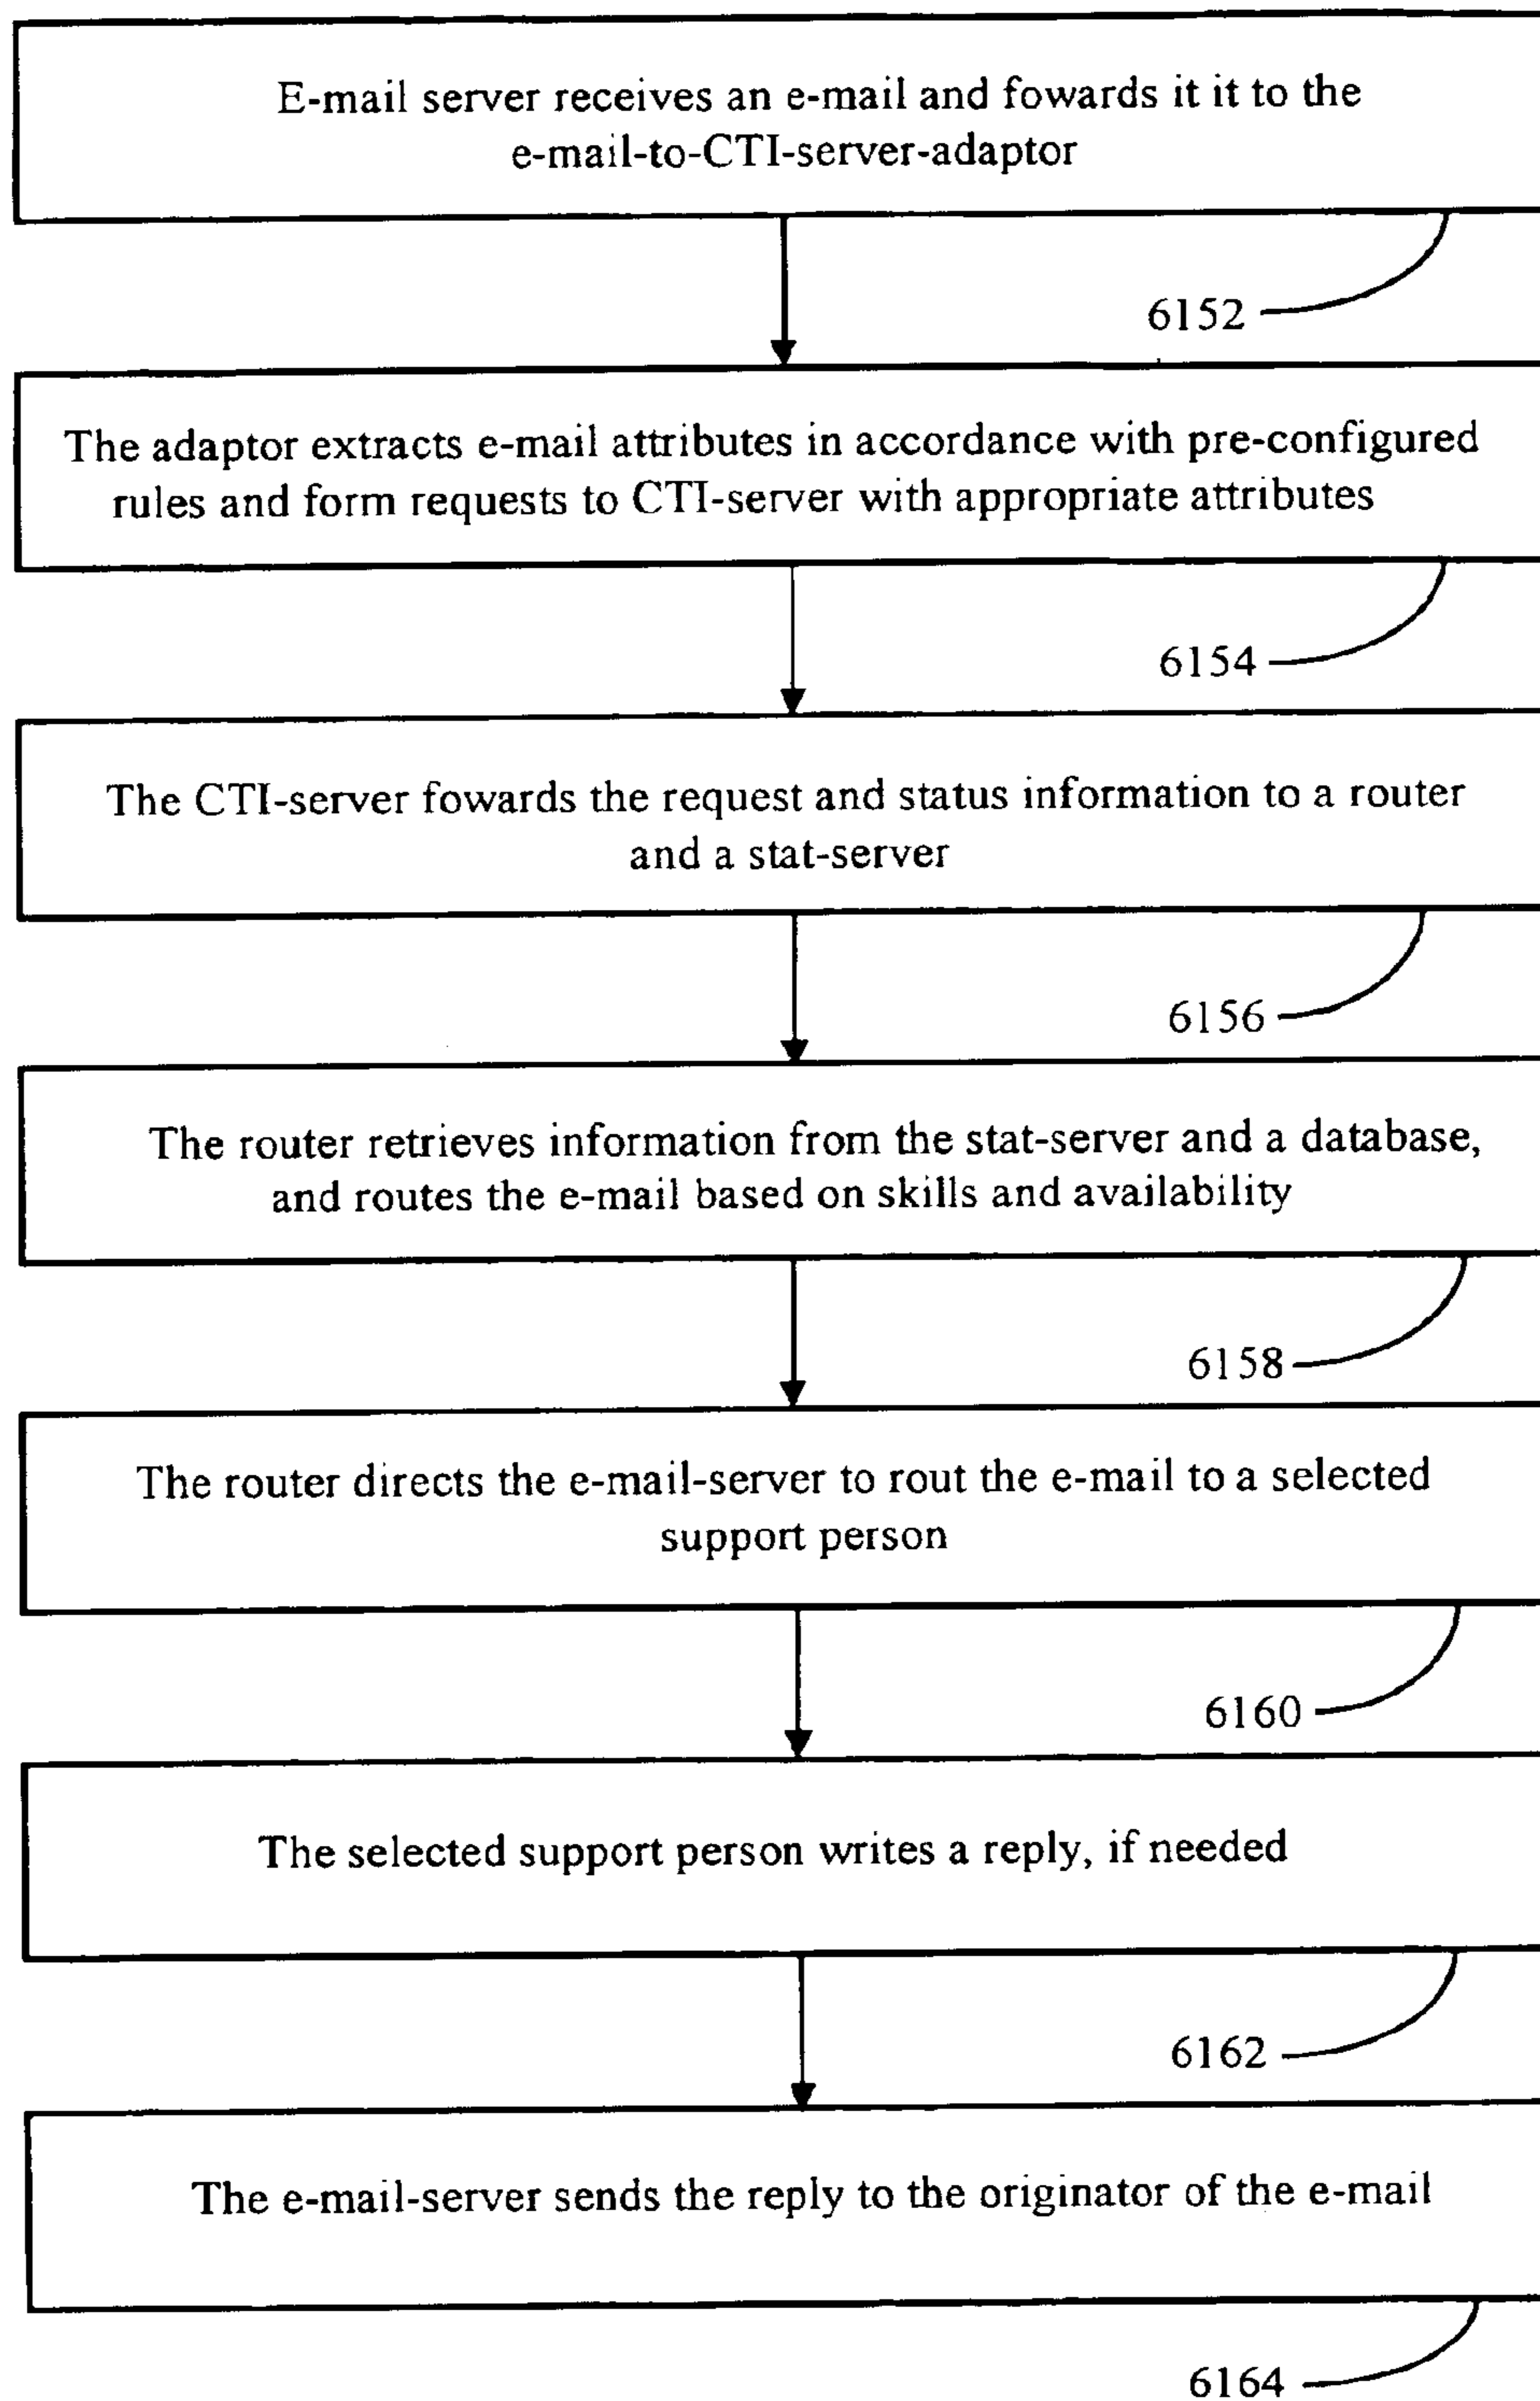 E-mail server receives an e-mail and fowards it it to the
e-mail-to-CTI-server-adaptor
6152
The adaptor extracts e-mail attributes in accordance with pre-configured
rules and form requests to CTI-server with appropriate attributes
6154
The CTI-server fowards the request and status information to a router
and a stat-server
6156
The router retrieves information from the stat-server and a database,
and routes the e-mail based on skills and availability
6158
The router directs the e-mail-server to rout the e-mail to a selected
support person
6160
The selected support person writes a reply, if needed
6162
The e-mail-server sends the reply to the originator of the e-mail
6164